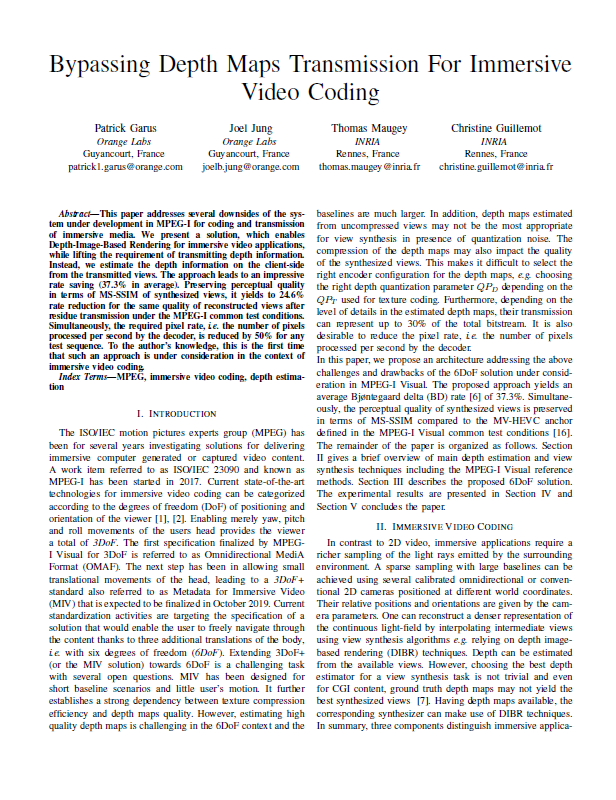 Bypassing Depth Maps Transmission For Immersive
Video Coding
Patrick Garus
Orange Labs
Guyancourt, France
patrick1.garus@orange.com
Joel Jung
Orange Labs
Guyancourt, France
joelb.jung@orange.com
Thomas Maugey
INRIA
Rennes, France
thomas.maugey@inria.fr
Christine Guillemot
INRIA
Rennes, France
christine.guillemot@inria.fr
Abstract—This paper addresses several downsides of the sys-
tem under development in MPEG-I for coding and transmission
of immersive media. We present a solution, which enables
Depth-Image-Based Rendering for immersive video applications,
while lifting the requirement of transmitting depth information.
Instead, we estimate the depth information on the client-side
from the transmitted views. The approach leads to an impressive
rate saving (37.3% in average). Preserving perceptual quality
in terms of MS-SSIM of synthesized views, it yields to 24.6%
rate reduction for the same quality of reconstructed views after
residue transmission under the MPEG-I common test conditions.
Simultaneously, the required pixel rate, i.e. the number of pixels
processed per second by the decoder, is reduced by 50% for any
test sequence. To the author's knowledge, this is the first time
that such an approach is under consideration in the context of
immersive video coding.
Index Terms—MPEG, immersive video coding, depth estima-
tion
I. INTRODUCTION
The ISO/IEC motion pictures experts group (MPEG) has
been for several years investigating solutions for delivering
immersive computer generated or captured video content.
A work item referred to as ISO/IEC 23090 and known as
MPEG-I has been started in 2017. Current state-of-the-art
technologies for immersive video coding can be categorized
according to the degrees of freedom (DoF) of positioning and
orientation of the viewer [1], [2]. Enabling merely yaw, pitch
and roll movements of the users head provides the viewer
a total of 3DoF. The first specification finalized by MPEG-
I Visual for 3DoF is referred to as Omnidirectional MediA
Format (OMAF). The next step has been in allowing small
translational movements of the head, leading to a 3DoF+
standard also referred to as Metadata for Immersive Video
(MIV) that is expected to be finalized in October 2019. Current
standardization activities are targeting the specification of a
solution that would enable the user to freely navigate through
the content thanks to three additional translations of the body,
i.e. with six degrees of freedom (6DoF). Extending 3DoF+
(or the MIV solution) towards 6DoF is a challenging task
with several open questions. MIV has been designed for
short baseline scenarios and little user's motion. It further
establishes a strong dependency between texture compression
efficiency and depth maps quality. However, estimating high
quality depth maps is challenging in the 6DoF context and the
baselines are much larger. In addition, depth maps estimated
from uncompressed views may not be the most appropriate
for view synthesis in presence of quantization noise. The
compression of the depth maps may also impact the quality
of the synthesized views. This makes it difficult to select the
right encoder configuration for the depth maps, e.g. choosing
the right depth quantization parameter QP_D depending on the
QP_T used for texture coding. Furthermore, depending on the
level of details in the estimated depth maps, their transmission
can represent up to 30% of the total bitstream. It is also
desirable to reduce the pixel rate, i.e. the number of pixels
processed per second by the decoder.
In this paper, we propose an architecture addressing the above
challenges and drawbacks of the 6DoF solution under consid-
eration in MPEG-I Visual. The proposed approach yields an
average Bjøntegaard delta (BD) rate [6] of 37.3%. Simultane-
ously, the perceptual quality of synthesized views is preserved
in terms of MS-SSIM compared to the MV-HEVC anchor
defined in the MPEG-I Visual common test conditions [16].
The remainder of the paper is organized as follows. Section
II gives a brief overview of main depth estimation and view
synthesis techniques including the MPEG-I Visual reference
methods. Section III describes the proposed 6DoF solution.
The experimental results are presented in Section IV and
Section V concludes the paper.
II. IMMERSIVE VIDEO CODING
In contrast to 2D video, immersive applications require a
richer sampling of the light rays emitted by the surrounding
environment. A sparse sampling with large baselines can be
achieved using several calibrated omnidirectional or conven-
tional 2D cameras positioned at different world coordinates.
Their relative positions and orientations are given by the cam-
era parameters. One can reconstruct a denser representation of
the continuous light-field by interpolating intermediate views
using view synthesis algorithms e.g. relying on depth image-
based rendering (DIBR) techniques. Depth can be estimated
from the available views. However, choosing the best depth
estimator for a view synthesis task is not trivial and even
for CGI content, ground truth depth maps may not yield the
best synthesized views [7]. Having depth maps available, the
corresponding synthesizer can make use of DIBR techniques.
In summary, three components distinguish immersive applica-